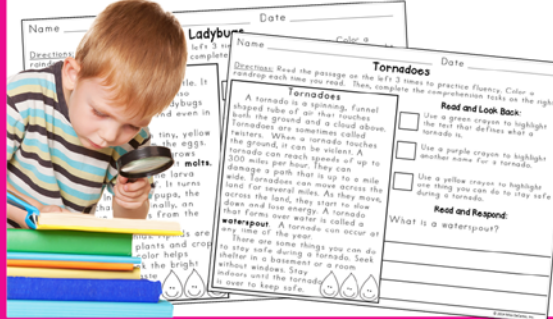 Name
Date
Ladybugs
Directions:
left 3 times
Color a
raindrop
complete
tle. It
also
dybugs
nd even in
tiny, yellow
the eggs.
grows
t molts.
he larva
. It turns
pupa, the
nally, an
s from the
plants and crop
color helps
k the bright
Name
Date
Tornadoes
Directions: Read the passage on the left 3 times to practice fluency. Color a
raindrop each time you read. Then, complete the comprehension tasks on the right.
Tornadoes
A tornado is a spinning, funnel
shaped tube of air that touches
both the ground and a cloud above.
Tornadoes are sometimes called
twisters. When a tornado touches
the ground, it can be violent. A
tornado can reach speeds of up to
300 miles per hour. They can
damage a path that is up to a mile
wide. Tornadoes can move across the
land for several miles. As they move,
across the land, they start to slow
down and lose energy. A tornado
that forms over water is called a
waterspout. A tornado can occur at
any time of the year.
There are some things you can do
to stay safe during a tornado. Seek
shelter in a basement or a room
without windows. Stay
indoors until the tornado
is over to keep safe.
Read and Look Back:
Use a green crayon to highlight
the text that defines what a
tornado is.
Use a purple crayon to highlight
another name for a tornado.
Use a yellow crayon to highlight
one thing you can do to stay safe
during a tornado.
Read and Respond:
What is a waterspout?